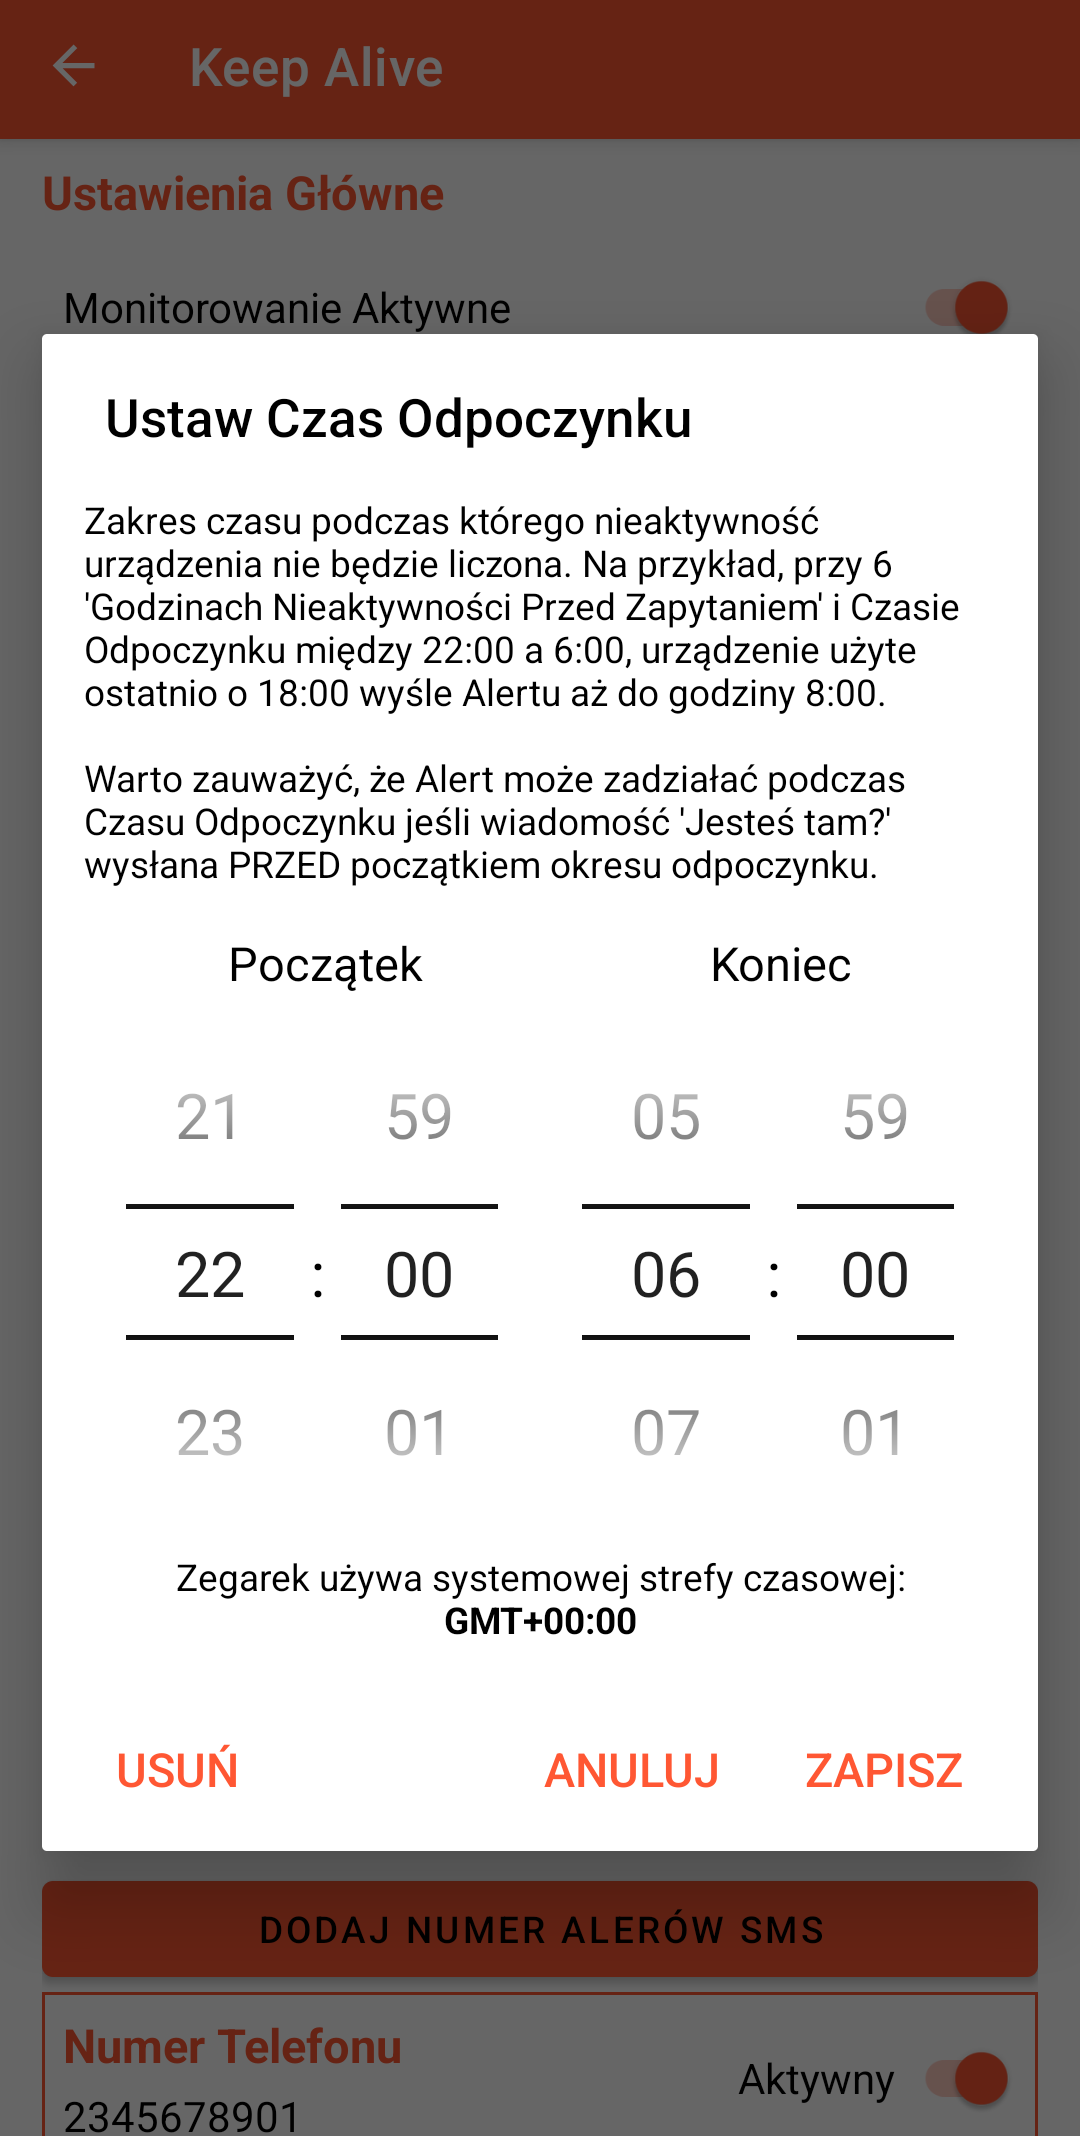 Keep Alive
Ustawienia Główne
Monitorowanie Aktywne
Ustaw Czas Odpoczynku
Zakres czasu podczas którego nieaktywność
urządzenia nie będzie liczona. Na przykład, przy 6
'Godzinach Nieaktywności Przed Zapytaniem' i Czasie
Odpoczynku między 22:00 a 6:00, urządzenie użyte
ostatnio o 18:00 wyśle Alertu aż do godziny 8:00.
Warto zauważyć, że Alert może zadziałać podczas
Czasu Odpoczynku jeśli wiadomość 'Jesteś tam?'
wysłana PRZED początkiem okresu odpoczynku.
Początek Koniec
21 59 05 59
22 : 00 06 : 00
23 01 07 01
Zegarek używa systemowej strefy czasowej:
GMT+00:00
USUŃ ANULUJ ZAPISZ
DODAJ NUMER ALERÓW SMS
Numer Telefonu
Aktywny
2345678901